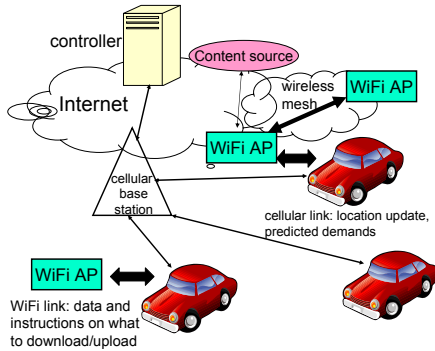 controller
Content source
Internet
wireless
mesh
WiFi AP
WiFi AP
cellular
base
station
cellular link: location update,
predicted demands
WiFi AP
WiFi link: data and
instructions on what
to download/upload